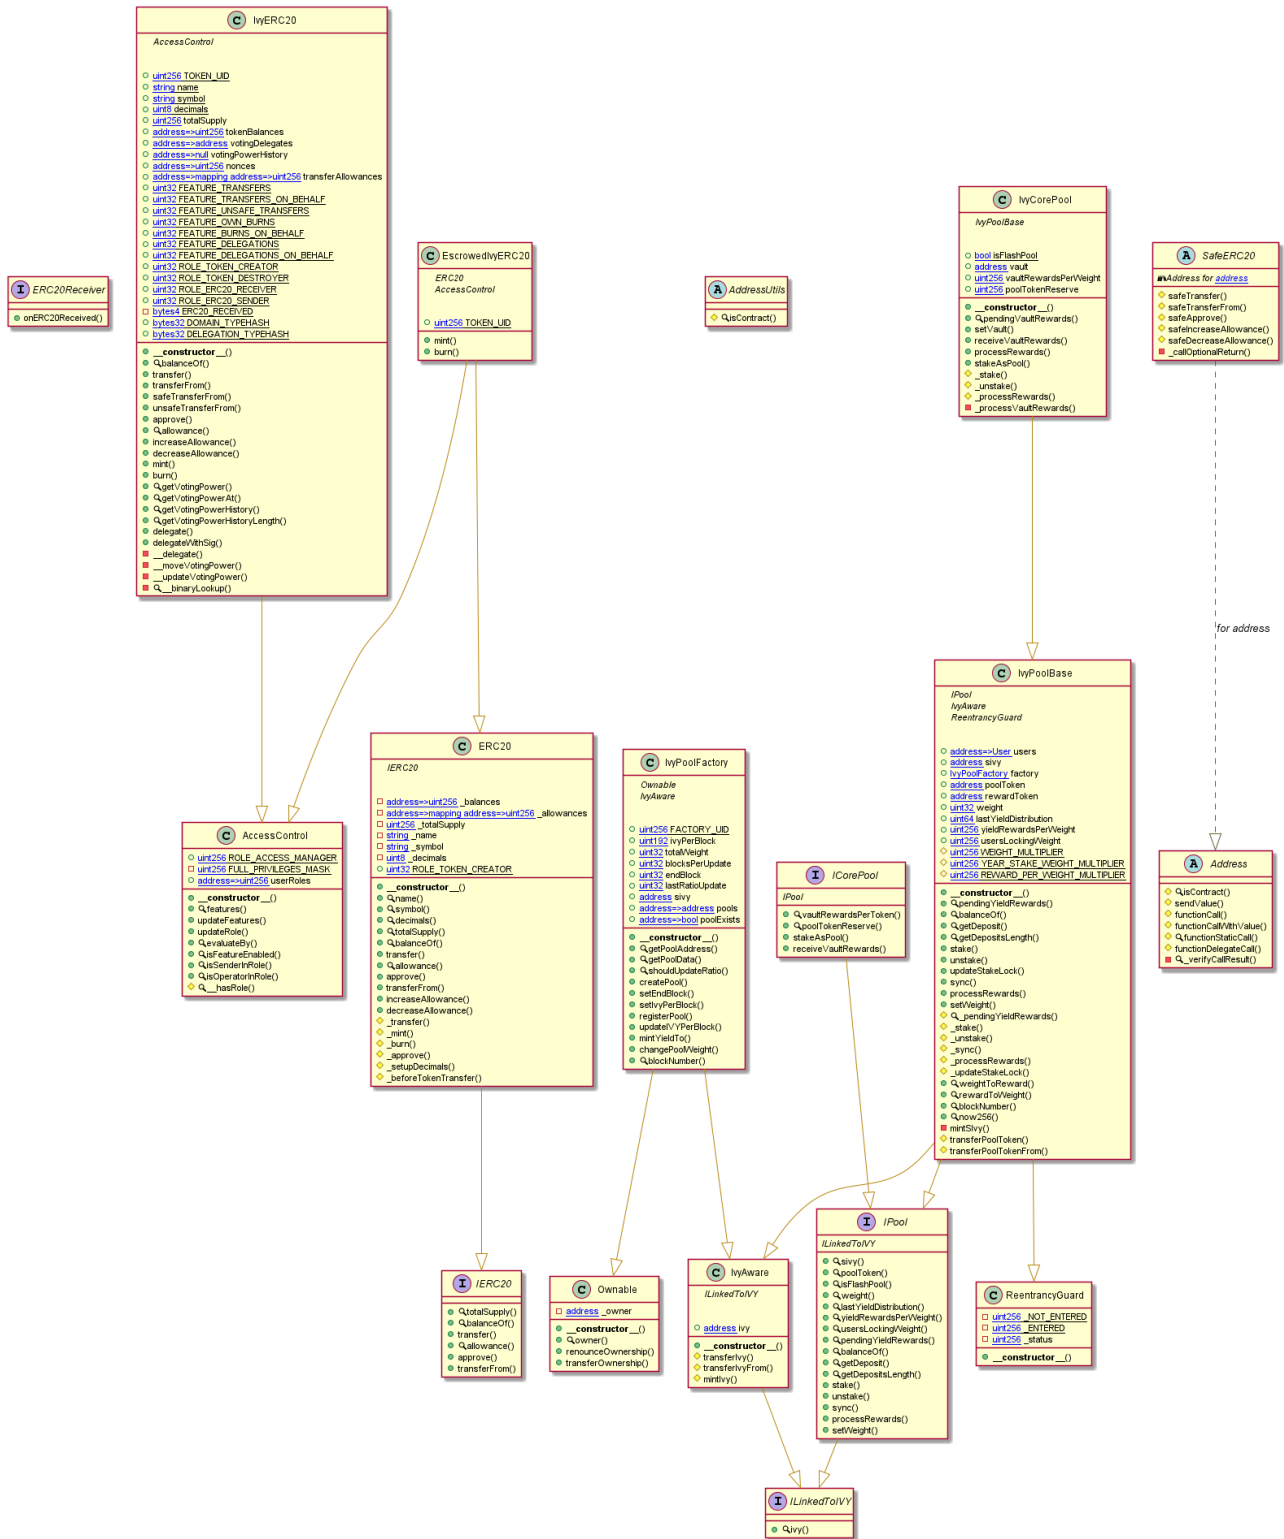 C IvyERC20
AccessControl
uint256 TOKEN_UID
string name
string symbol
uint8 decimals
uint256 totalSupply
address=>uint256 tokenBalances
address=>address votingDelegates
address=>null votingPowerHistory
address=>uint256 nonces
address=>mapping address=>uint256 transferAllowances
uint32 FEATURE_TRANSFERS
uint32 FEATURE_TRANSFERS_ON_BEHALF
uint32 FEATURE_UNSAFE_TRANSFERS
uint32 FEATURE_OWN_BURNS
uint32 FEATURE_BURNS_ON_BEHALF
uint32 FEATURE_DELEGATIONS
uint32 FEATURE_DELEGATIONS_ON_BEHALF
uint32 ROLE_TOKEN_CREATOR
uint32 ROLE_TOKEN_DESTROYER
uint32 ROLE_ERC20_RECEIVER
uint32 ROLE_ERC20_SENDER
bytes4 ERC20_RECEIVED
bytes32 DOMAIN_TYPEHASH
bytes32 DELEGATION_TYPEHASH
__constructor__()
balanceOf()
transfer()
transferFrom()
safeTransferFrom()
unsafeTransferFrom()
approve()
allowance()
increaseAllowance()
decreaseAllowance()
mint()
burn()
getVotingPower()
getVotingPowerAt()
getVotingPowerHistory()
getVotingPowerHistoryLength()
delegate()
delegateWithSig()
__delegate()
__moveVotingPower()
__updateVotingPower()
__binaryLookup()
I ERC20Receiver
onERC20Received()
C EscrowedIvyERC20
ERC20
AccessControl
uint256 TOKEN_UID
mint()
burn()
A AddressUtils
isContract()
C IvyCorePool
IvyPoolBase
bool isFlashPool
address vault
uint256 vaultRewardsPerWeight
uint256 poolTokenReserve
__constructor__()
pendingVaultRewards()
setVault()
receiveVaultRewards()
processRewards()
stakeAsPool()
_stake()
_unstake()
_processRewards()
_processVaultRewards()
A SafeERC20
Address for address
safeTransfer()
safeTransferFrom()
safeApprove()
safeIncreaseAllowance()
safeDecreaseAllowance()
_callOptionalReturn()
for address
C AccessControl
uint256 ROLE_ACCESS_MANAGER
uint256 FULL_PRIVILEGES_MASK
address=>uint256 userRoles
__constructor__()
features()
updateFeatures()
updateRole()
evaluateBy()
isFeatureEnabled()
isSenderInRole()
isOperatorInRole()
__hasRole()
C ERC20
IERC20
address=>uint256 _balances
address=>mapping address=>uint256 _allowances
uint256 _totalSupply
string _name
string _symbol
uint8 _decimals
uint32 ROLE_TOKEN_CREATOR
__constructor__()
name()
symbol()
decimals()
totalSupply()
balanceOf()
transfer()
allowance()
approve()
transferFrom()
increaseAllowance()
decreaseAllowance()
_transfer()
_mint()
_burn()
_approve()
_setupDecimals()
_beforeTokenTransfer()
C IvyPoolFactory
Ownable
IvyAware
uint256 FACTORY_UID
uint192 ivyPerBlock
uint32 totalWeight
uint32 blocksPerUpdate
uint32 endBlock
uint32 lastRatioUpdate
address sivy
address=>address pools
address=>bool poolExists
__constructor__()
getPoolAddress()
getPoolData()
shouldUpdateRatio()
createPool()
setEndBlock()
setIvyPerBlock()
registerPool()
updateIVYPerBlock()
mintYieldTo()
changePoolWeight()
blockNumber()
I ICorePool
IPool
vaultRewardsPerToken()
poolTokenReserve()
stakeAsPool()
receiveVaultRewards()
C IvyPoolBase
IPool
IvyAware
ReentrancyGuard
address=>User users
address sivy
IvyPoolFactory factory
address poolToken
address rewardToken
uint32 weight
uint64 lastYieldDistribution
uint256 yieldRewardsPerWeight
uint256 usersLockingWeight
uint256 WEIGHT_MULTIPLIER
uint256 YEAR_STAKE_WEIGHT_MULTIPLIER
uint256 REWARD_PER_WEIGHT_MULTIPLIER
__constructor__()
pendingYieldRewards()
balanceOf()
getDeposit()
getDepositsLength()
stake()
unstake()
updateStakeLock()
sync()
processRewards()
setWeight()
_pendingYieldRewards()
_stake()
_unstake()
_sync()
_processRewards()
_updateStakeLock()
weightToReward()
rewardToWeight()
blockNumber()
now256()
mintSIvy()
transferPoolToken()
transferPoolTokenFrom()
A Address
isContract()
sendValue()
functionCall()
functionCallWithValue()
functionStaticCall()
functionDelegateCall()
_verifyCallResult()
I IERC20
totalSupply()
balanceOf()
transfer()
allowance()
approve()
transferFrom()
C Ownable
address _owner
__constructor__()
owner()
renounceOwnership()
transferOwnership()
C IvyAware
ILinkedToIVY
address ivy
__constructor__()
transferIvy()
transferIvyFrom()
mintIvy()
I IPool
ILinkedToIVY
sivy()
poolToken()
isFlashPool()
weight()
lastYieldDistribution()
yieldRewardsPerWeight()
usersLockingWeight()
pendingYieldRewards()
balanceOf()
getDeposit()
getDepositsLength()
stake()
unstake()
sync()
processRewards()
setWeight()
C ReentrancyGuard
uint256 _NOT_ENTERED
uint256 _ENTERED
uint256 _status
__constructor__()
I ILinkedToIVY
ivy()